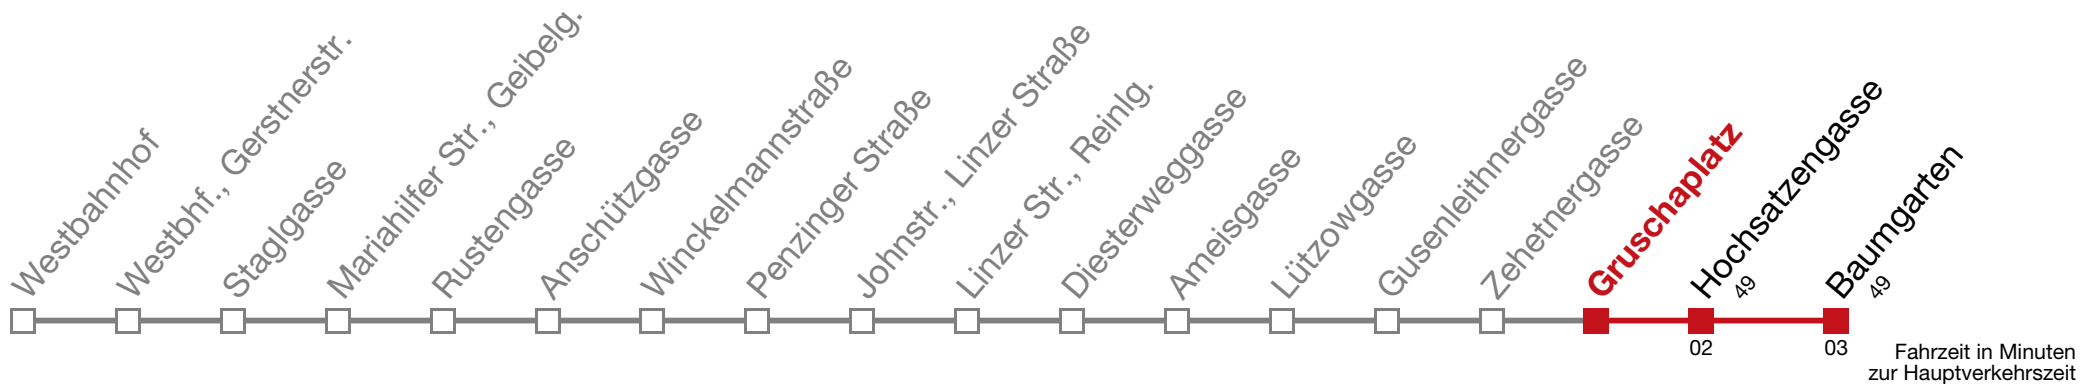 Westbahnhof
Westbhf., Gerstnerstr.
Staglgasse
Mariahilfer Str., Geibelg.
Rustengasse
Anschützgasse
Winckelmannstraße
Penzinger Straße
Johnstr., Linzer Straße
Linzer Str., Reinlg.
Diesterweggasse
Ameisgasse
Lützowgasse
Gusenleithnergasse
Zehetnergasse
Gruschaplatz
Hochsatzengasse
49
Baumgarten
49
02
03
Fahrzeit in Minuten
zur Hauptverkehrszeit